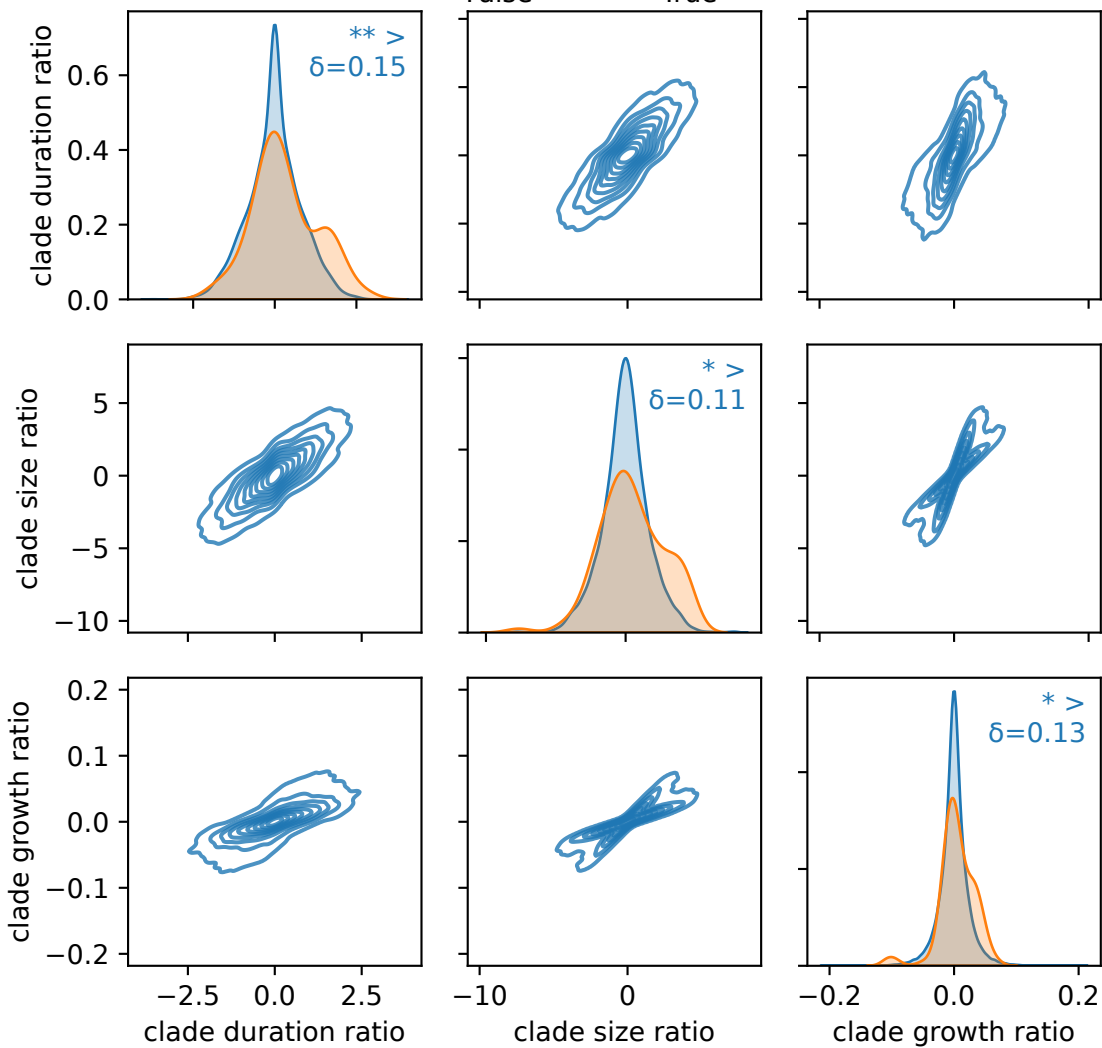 True
clade duration ratio
0.6
0.4
0.2
0.0
** >
δ=0.15
clade size ratio
5
0
−5
−10
* >
δ=0.11
clade growth ratio
0.2
0.1
0.0
−0.1
−0.2
* >
δ=0.13
−2.5 0.0 2.5
−10 0
−0.2 0.0 0.2
clade duration ratio
clade size ratio
clade growth ratio